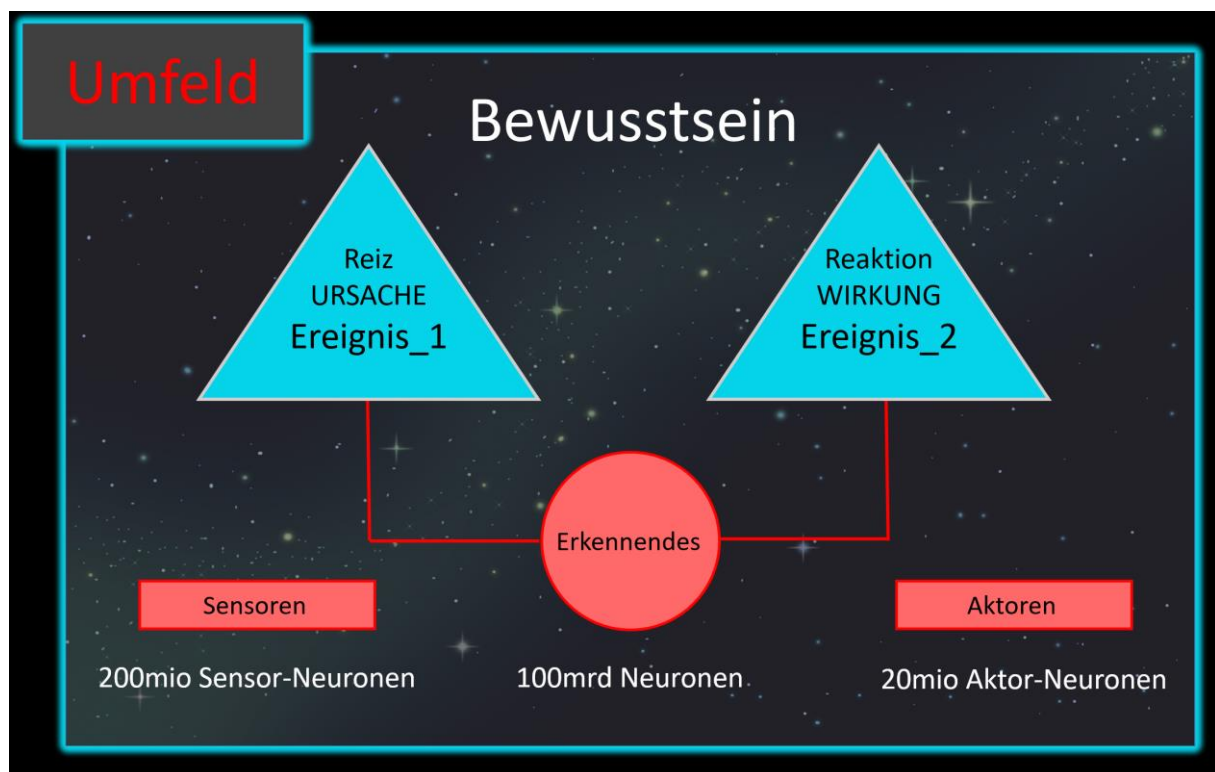 Umfeld
Bewusstsein
Reiz
URSACHE
Ereignis_1
Reaktion
WIRKUNG
Ereignis_2
Erkennendes
Sensoren
Aktoren
200mio Sensor-Neuronen
100mrd Neuronen
20mio Aktor-Neuronen